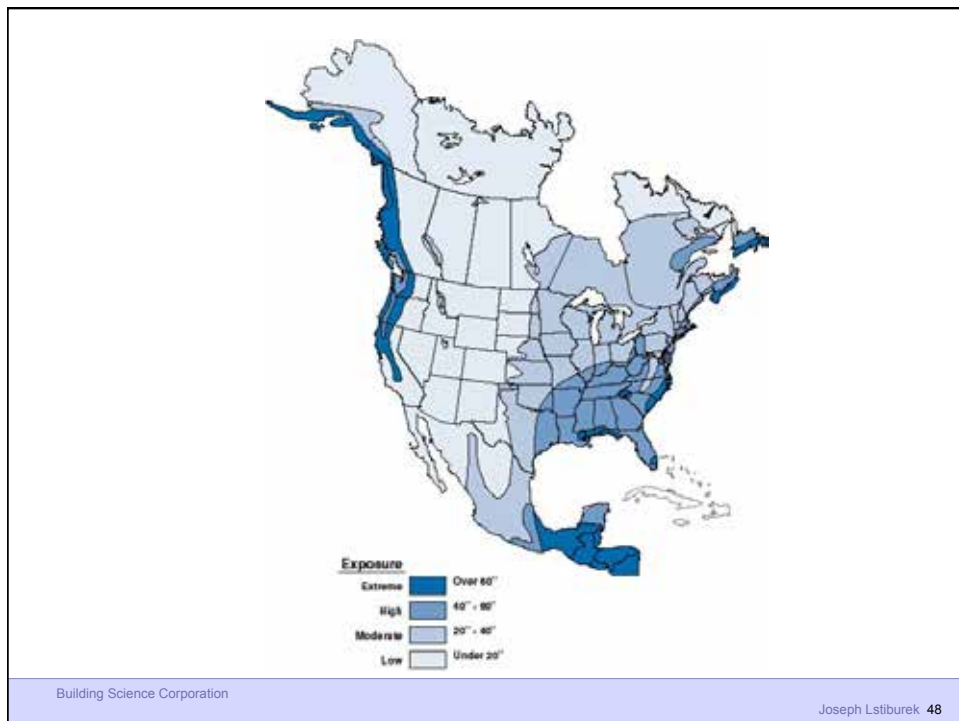 Exposure
Extreme Over 60"
High 40" - 60"
Moderate 20" - 40"
Low Under 20"
Building Science Corporation
Joseph Lstiburek 48